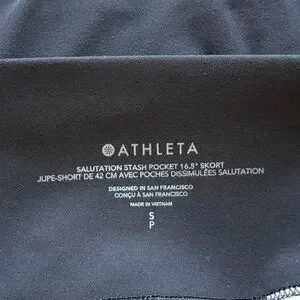 ATHLETA
SALUTATION STASH POCKET 16.5" SKORT
JUPE-SHORT DE 42 CM AVEC POCHES DISSIMULÉES SALUTATION
DESIGNED IN SAN FRANCISCO
CONÇU À SAN FRANCISCO
MADE IN VIETNAM
S
P